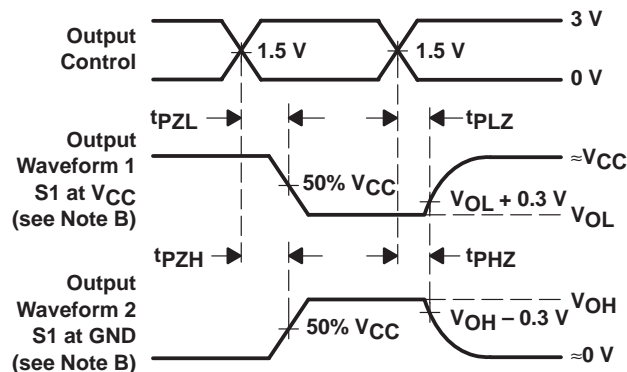 Output
Control
1.5 V
1.5 V
3 V
0 V
tPZL
tPLZ
Output
Waveform 1
S1 at VCC
(see Note B)
50% VCC
≈VCC
VOL + 0.3 V
VOL
tPZH
tPHZ
Output
Waveform 2
S1 at GND
(see Note B)
50% VCC
VOH
VOH – 0.3 V
≈0 V